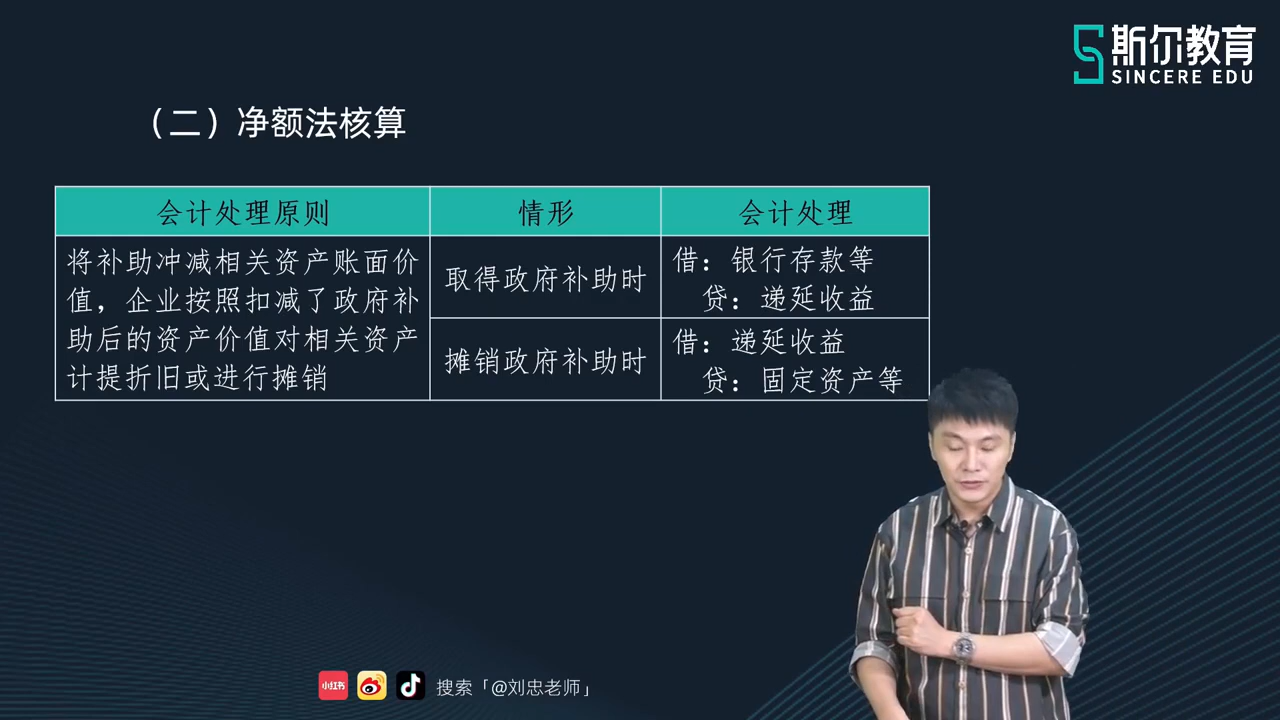 斯尔教育
SINCERE EDU
（二）净额法核算
会计处理原则
情形
会计处理
将补助冲减相关资产账面价
值，企业按照扣减了政府补
助后的资产价值对相关资产
计提折旧或进行摊销
取得政府补助时
借：银行存款等
贷：递延收益
摊销政府补助时
借：递延收益
贷：固定资产等
小红书
搜索「@刘忠老师」